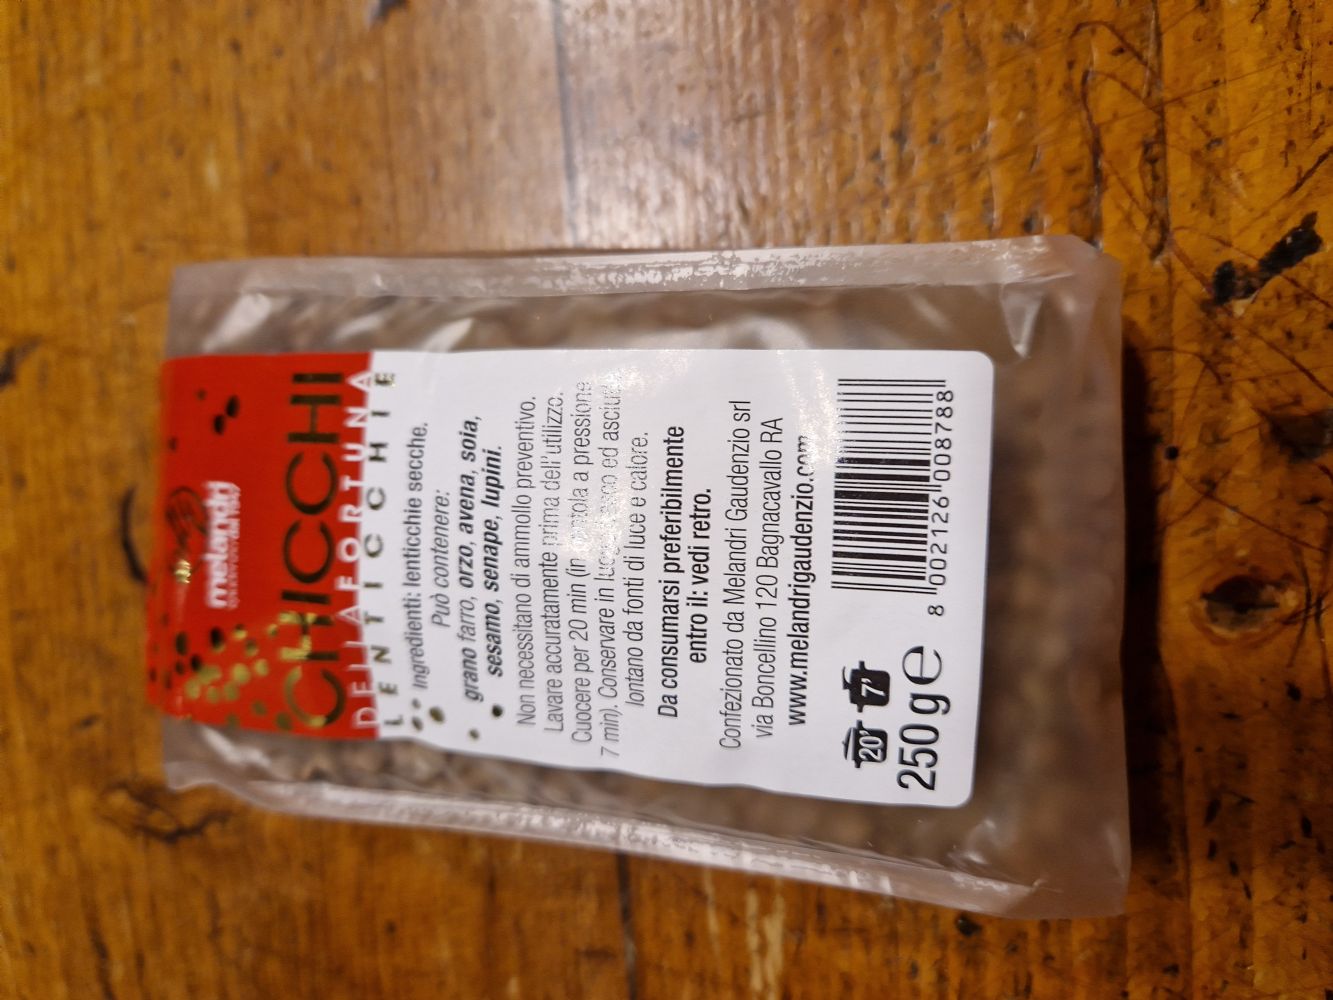 melandri
CHICCHI
DELLA FORTUNA
LENTICCHIE
Ingredienti: lenticchie secche.
Può contenere:
grano farro, orzo, avena, soia,
sesamo, senape, lupini.
Non necessitano di ammollo preventivo.
Lavare accuratamente prima dell'utilizzo.
Cuocere per 20 min (in pentola a pressione
7 min). Conservare in ed
lontano da fonti di luce e calore.
Da consumarsi preferibilmente
entro il: vedi retro.
Confezionato da Melandri Gaudenzio srl
via Boncellino 120 Bagnacavallo RA
www.melandrigaudenzio.com
20' 7'
250 g e
8 002126 008788